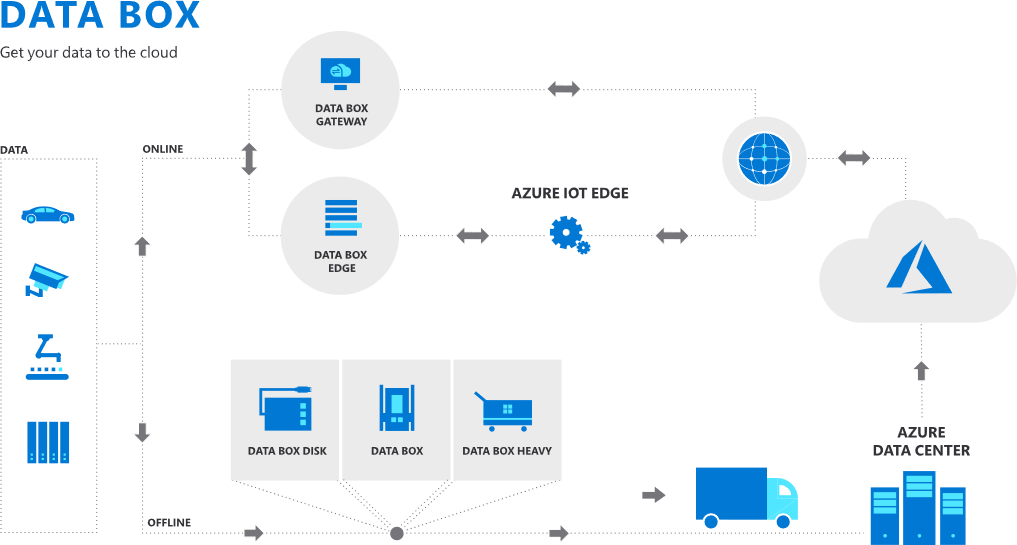 DATA BOX
Get your data to the cloud
DATA
ONLINE
DATA BOX
GATEWAY
AZURE IOT EDGE
DATA BOX
EDGE
DATA BOX DISK
DATA BOX
DATA BOX HEAVY
AZURE
DATA CENTER
OFFLINE